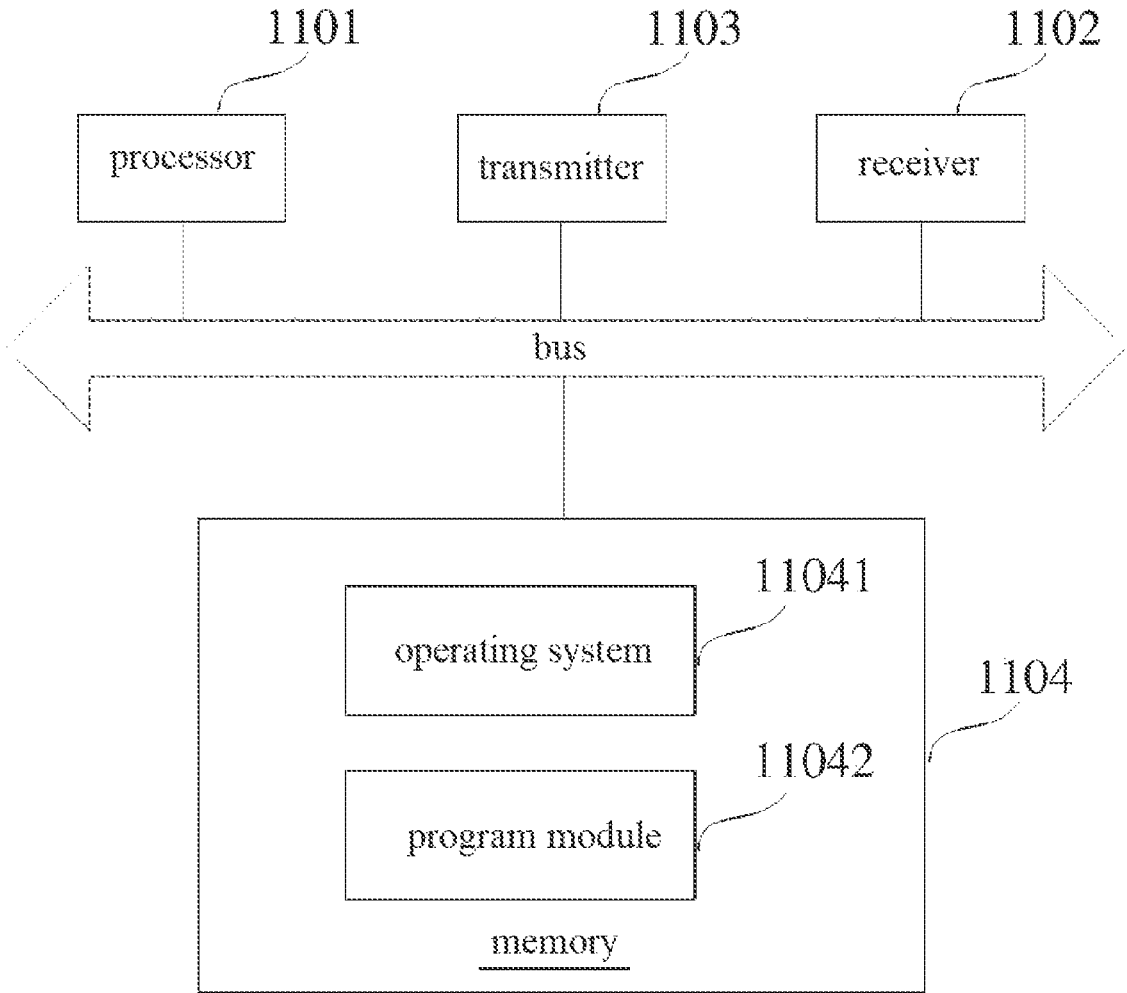 1101
1103
1102
processor
transmitter
receiver
bus
11041
operating system
1104
11042
program module
memory